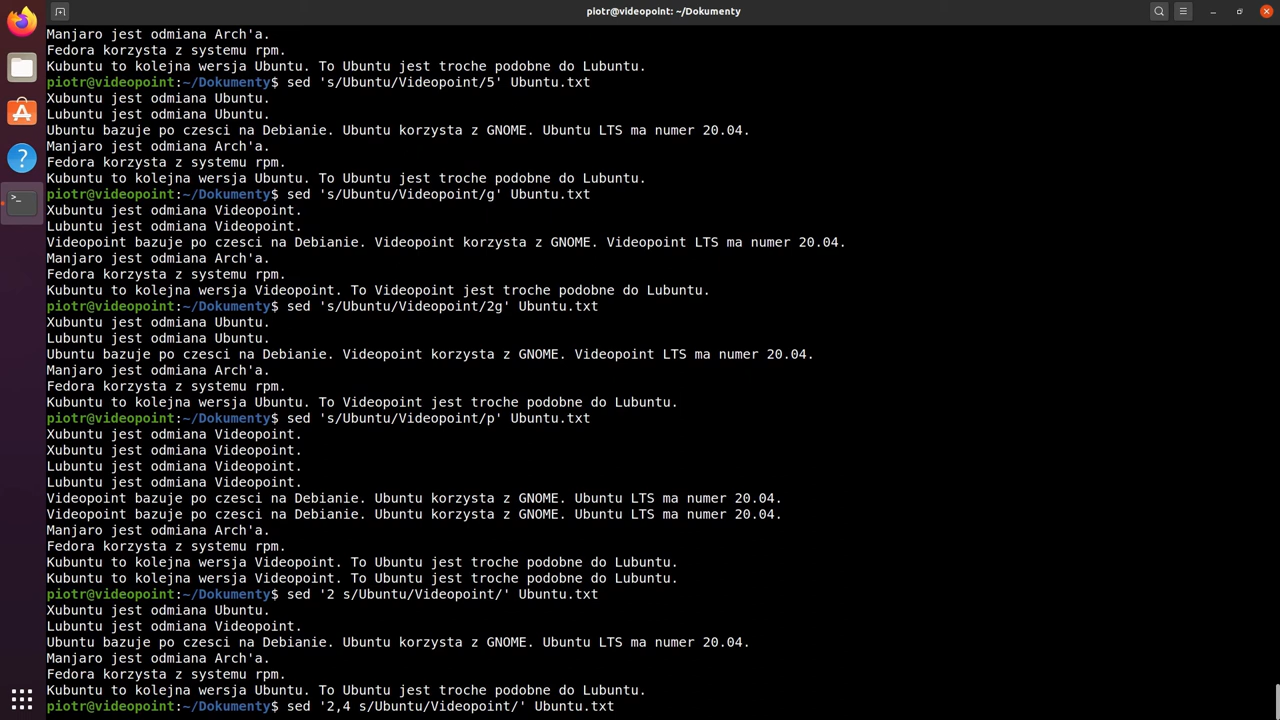 piotr@videopoint: ~/Dokumenty
Manjaro jest odmiana Arch'a.
Fedora korzysta z systemu rpm.
Kubuntu to kolejna wersja Ubuntu. To Ubuntu jest troche podobne do Lubuntu.
piotr@videopoint:~/Dokumenty$ sed 's/Ubuntu/Videopoint/5' Ubuntu.txt
Xubuntu jest odmiana Ubuntu.
Lubuntu jest odmiana Ubuntu.
Ubuntu bazuje po czesci na Debianie. Ubuntu korzysta z GNOME. Ubuntu LTS ma numer 20.04.
Manjaro jest odmiana Arch'a.
Fedora korzysta z systemu rpm.
Kubuntu to kolejna wersja Ubuntu. To Ubuntu jest troche podobne do Lubuntu.
piotr@videopoint:~/Dokumenty$ sed 's/Ubuntu/Videopoint/g' Ubuntu.txt
Xubuntu jest odmiana Videopoint.
Lubuntu jest odmiana Videopoint.
Videopoint bazuje po czesci na Debianie. Videopoint korzysta z GNOME. Videopoint LTS ma numer 20.04.
Manjaro jest odmiana Arch'a.
Fedora korzysta z systemu rpm.
Kubuntu to kolejna wersja Videopoint. To Videopoint jest troche podobne do Lubuntu.
piotr@videopoint:~/Dokumenty$ sed 's/Ubuntu/Videopoint/2g' Ubuntu.txt
Xubuntu jest odmiana Ubuntu.
Lubuntu jest odmiana Ubuntu.
Ubuntu bazuje po czesci na Debianie. Videopoint korzysta z GNOME. Videopoint LTS ma numer 20.04.
Manjaro jest odmiana Arch'a.
Fedora korzysta z systemu rpm.
Kubuntu to kolejna wersja Ubuntu. To Videopoint jest troche podobne do Lubuntu.
piotr@videopoint:~/Dokumenty$ sed 's/Ubuntu/Videopoint/p' Ubuntu.txt
Xubuntu jest odmiana Videopoint.
Xubuntu jest odmiana Videopoint.
Lubuntu jest odmiana Videopoint.
Lubuntu jest odmiana Videopoint.
Videopoint bazuje po czesci na Debianie. Ubuntu korzysta z GNOME. Ubuntu LTS ma numer 20.04.
Videopoint bazuje po czesci na Debianie. Ubuntu korzysta z GNOME. Ubuntu LTS ma numer 20.04.
Manjaro jest odmiana Arch'a.
Fedora korzysta z systemu rpm.
Kubuntu to kolejna wersja Videopoint. To Ubuntu jest troche podobne do Lubuntu.
Kubuntu to kolejna wersja Videopoint. To Ubuntu jest troche podobne do Lubuntu.
piotr@videopoint:~/Dokumenty$ sed '2 s/Ubuntu/Videopoint/' Ubuntu.txt
Xubuntu jest odmiana Ubuntu.
Lubuntu jest odmiana Videopoint.
Ubuntu bazuje po czesci na Debianie. Ubuntu korzysta z GNOME. Ubuntu LTS ma numer 20.04.
Manjaro jest odmiana Arch'a.
Fedora korzysta z systemu rpm.
Kubuntu to kolejna wersja Ubuntu. To Ubuntu jest troche podobne do Lubuntu.
piotr@videopoint:~/Dokumenty$ sed '2,4 s/Ubuntu/Videopoint/' Ubuntu.txt